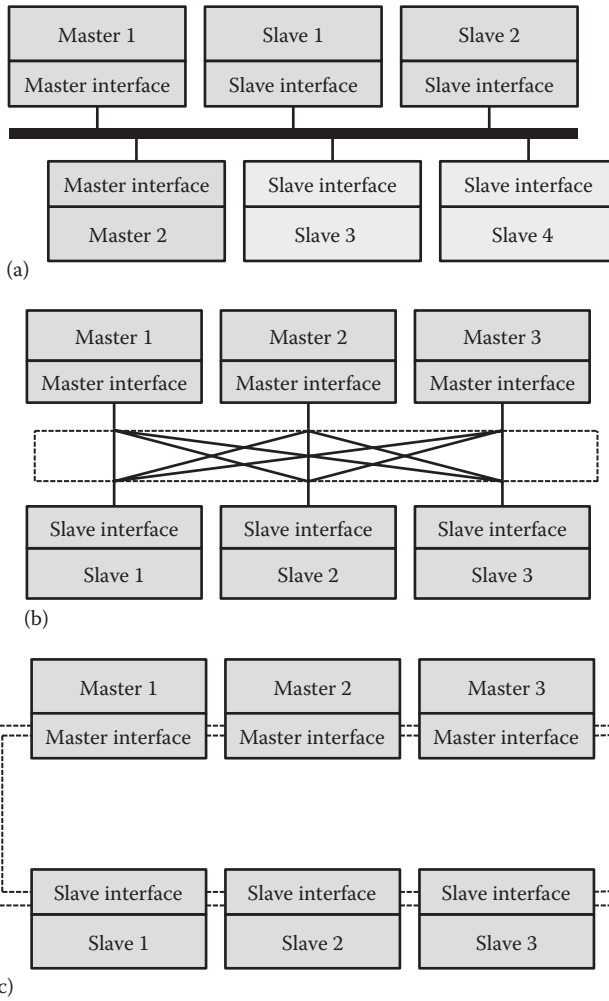 Master 1 Slave 1 Slave 2
Master interface Slave interface Slave interface
Master interface Slave interface Slave interface
Master 2 Slave 3 Slave 4
(a)
Master 1 Master 2 Master 3
Master interface Master interface Master interface
Slave interface Slave interface Slave interface
Slave 1 Slave 2 Slave 3
(b)
Master 1 Master 2 Master 3
Master interface Master interface Master interface
Slave interface Slave interface Slave interface
Slave 1 Slave 2 Slave 3
c)